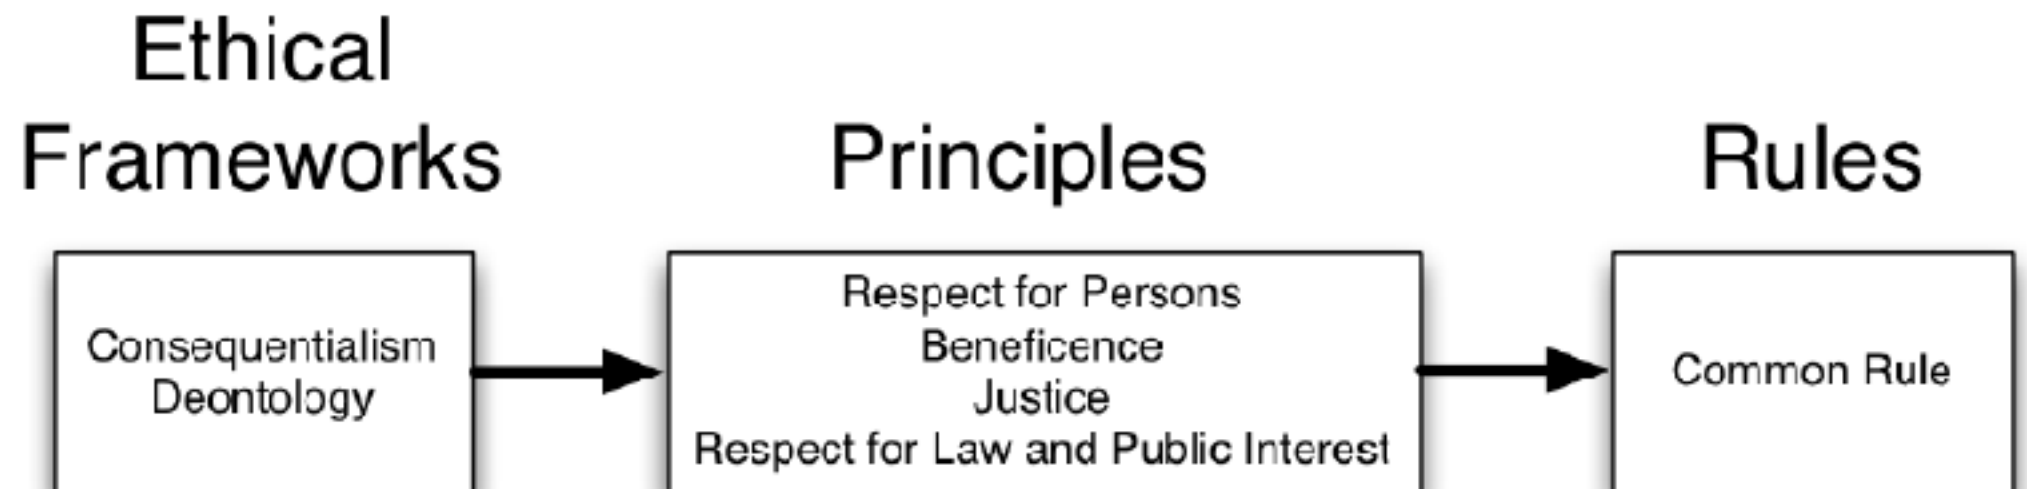 Ethical
Frameworks
Principles
Rules
Consequentialism
Deontology
Respect for Persons
Beneficence
Justice
Respect for Law and Public Interest
Common Rule